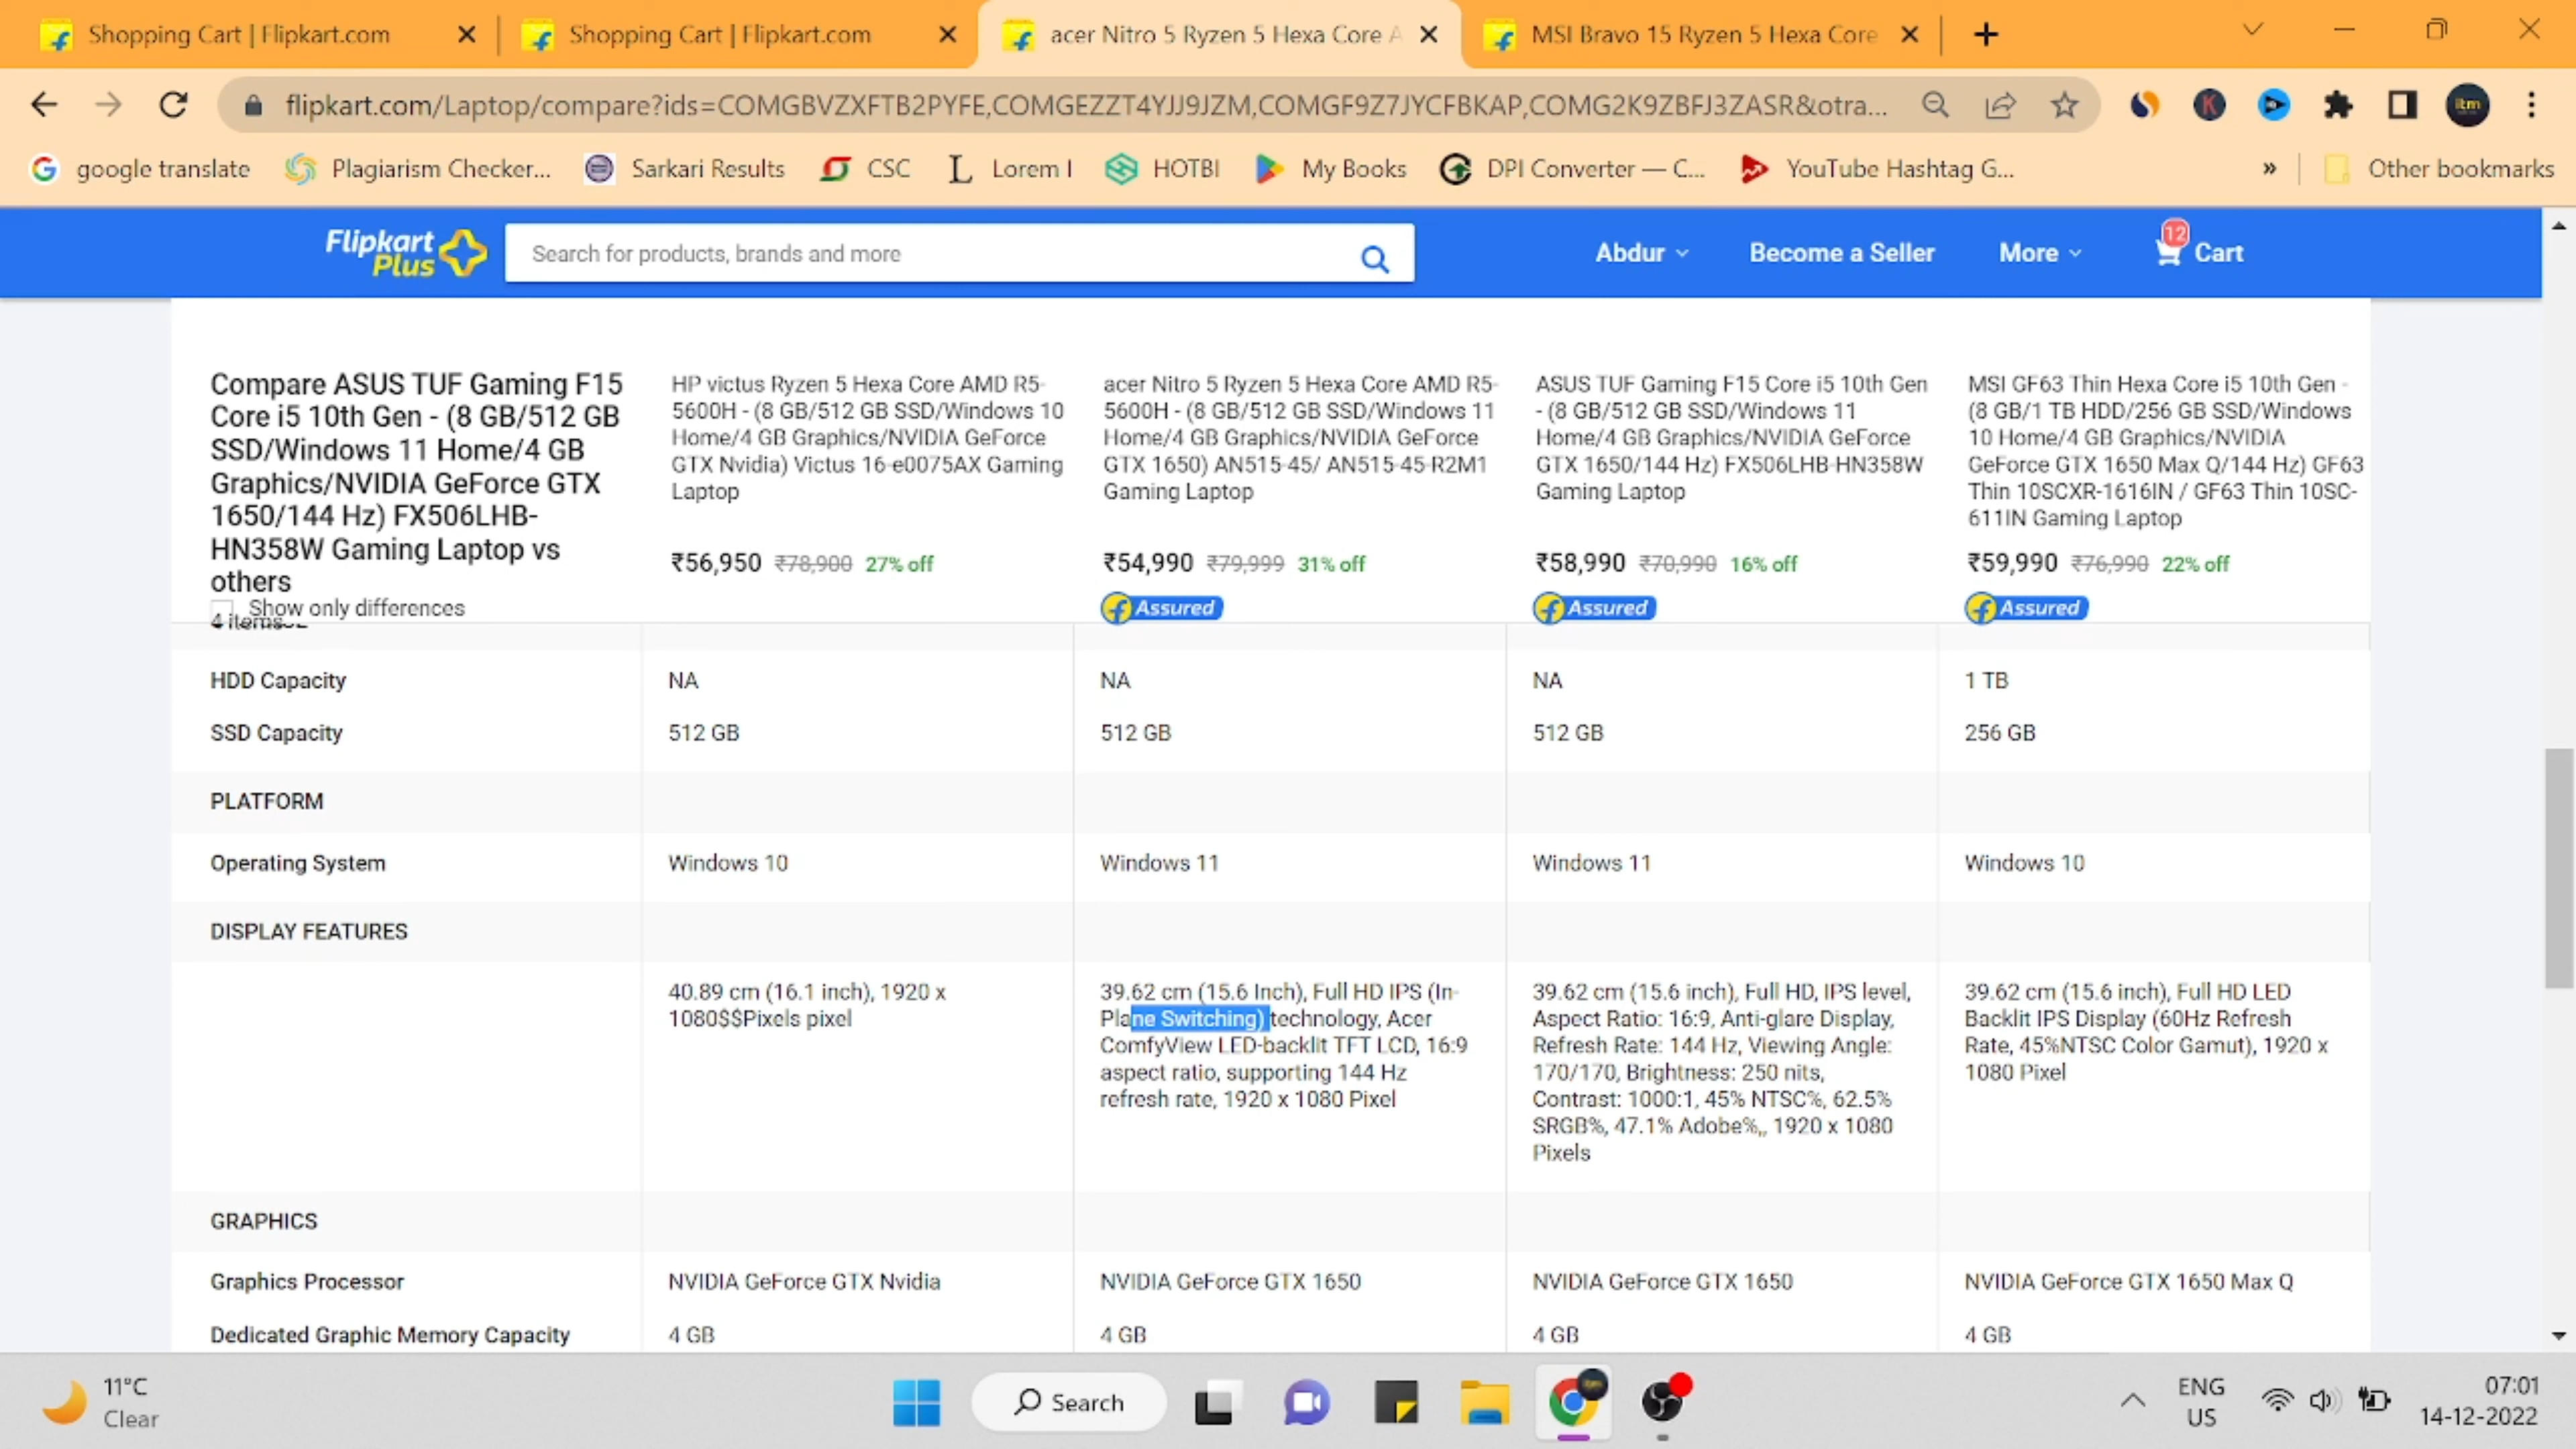 Shopping Cart | Flipkart.com
Shopping Cart | Flipkart.com
acer Nitro 5 Ryzen 5 Hexa Core A
MSI Bravo 15 Ryzen 5 Hexa Core
flipkart.com/Laptop/compare?ids=COMGBVZXFTB2PYFE,COMGEZZT4YJJ9JZM,COMGF9Z7JYCFBKAP,COMG2K9ZBFJ3ZASR&otra...
K
itm
google translate
Plagiarism Checker...
Sarkari Results
CSC
Lorem I
HOTBI
My Books
DPI Converter — C...
YouTube Hashtag G...
»
Other bookmarks
Flipkart
Plus
Search for products, brands and more
Abdur
Become a Seller
More
12
Cart
Compare ASUS TUF Gaming F15
Core i5 10th Gen - (8 GB/512 GB
SSD/Windows 11 Home/4 GB
Graphics/NVIDIA GeForce GTX
1650/144 Hz) FX506LHB-
HN358W Gaming Laptop vs
others
Show only differences
4 items
HP victus Ryzen 5 Hexa Core AMD R5-
5600H - (8 GB/512 GB SSD/Windows 10
Home/4 GB Graphics/NVIDIA GeForce
GTX Nvidia) Victus 16-e0075AX Gaming
Laptop
₹56,950 ₹78,900 27% off
acer Nitro 5 Ryzen 5 Hexa Core AMD R5-
5600H - (8 GB/512 GB SSD/Windows 11
Home/4 GB Graphics/NVIDIA GeForce
GTX 1650) AN515-45/ AN515-45-R2M1
Gaming Laptop
₹54,990 ₹79,999 31% off
Assured
ASUS TUF Gaming F15 Core i5 10th Gen
- (8 GB/512 GB SSD/Windows 11
Home/4 GB Graphics/NVIDIA GeForce
GTX 1650/144 Hz) FX506LHB-HN358W
Gaming Laptop
₹58,990 ₹70,990 16% off
Assured
MSI GF63 Thin Hexa Core i5 10th Gen -
(8 GB/1 TB HDD/256 GB SSD/Windows
10 Home/4 GB Graphics/NVIDIA
GeForce GTX 1650 Max Q/144 Hz) GF63
Thin 10SCXR-1616IN / GF63 Thin 10SC-
611IN Gaming Laptop
₹59,990 ₹76,990 22% off
Assured
HDD Capacity NA NA NA 1 TB
SSD Capacity 512 GB 512 GB 512 GB 256 GB
PLATFORM
Operating System Windows 10 Windows 11 Windows 11 Windows 10
DISPLAY FEATURES
40.89 cm (16.1 inch), 1920 x
1080$$Pixels pixel
39.62 cm (15.6 Inch), Full HD IPS (In-
Plane Switching) technology, Acer
ComfyView LED-backlit TFT LCD, 16:9
aspect ratio, supporting 144 Hz
refresh rate, 1920 x 1080 Pixel
39.62 cm (15.6 inch), Full HD, IPS level,
Aspect Ratio: 16:9, Anti-glare Display,
Refresh Rate: 144 Hz, Viewing Angle:
170/170, Brightness: 250 nits,
Contrast: 1000:1, 45% NTSC%, 62.5%
SRGB%, 47.1% Adobe%,, 1920 x 1080
Pixels
39.62 cm (15.6 inch), Full HD LED
Backlit IPS Display (60Hz Refresh
Rate, 45%NTSC Color Gamut), 1920 x
1080 Pixel
GRAPHICS
Graphics Processor NVIDIA GeForce GTX Nvidia NVIDIA GeForce GTX 1650 NVIDIA GeForce GTX 1650 NVIDIA GeForce GTX 1650 Max Q
Dedicated Graphic Memory Capacity 4 GB 4 GB 4 GB 4 GB
11°C
Clear
Search
ENG
US
07:01
14-12-2022